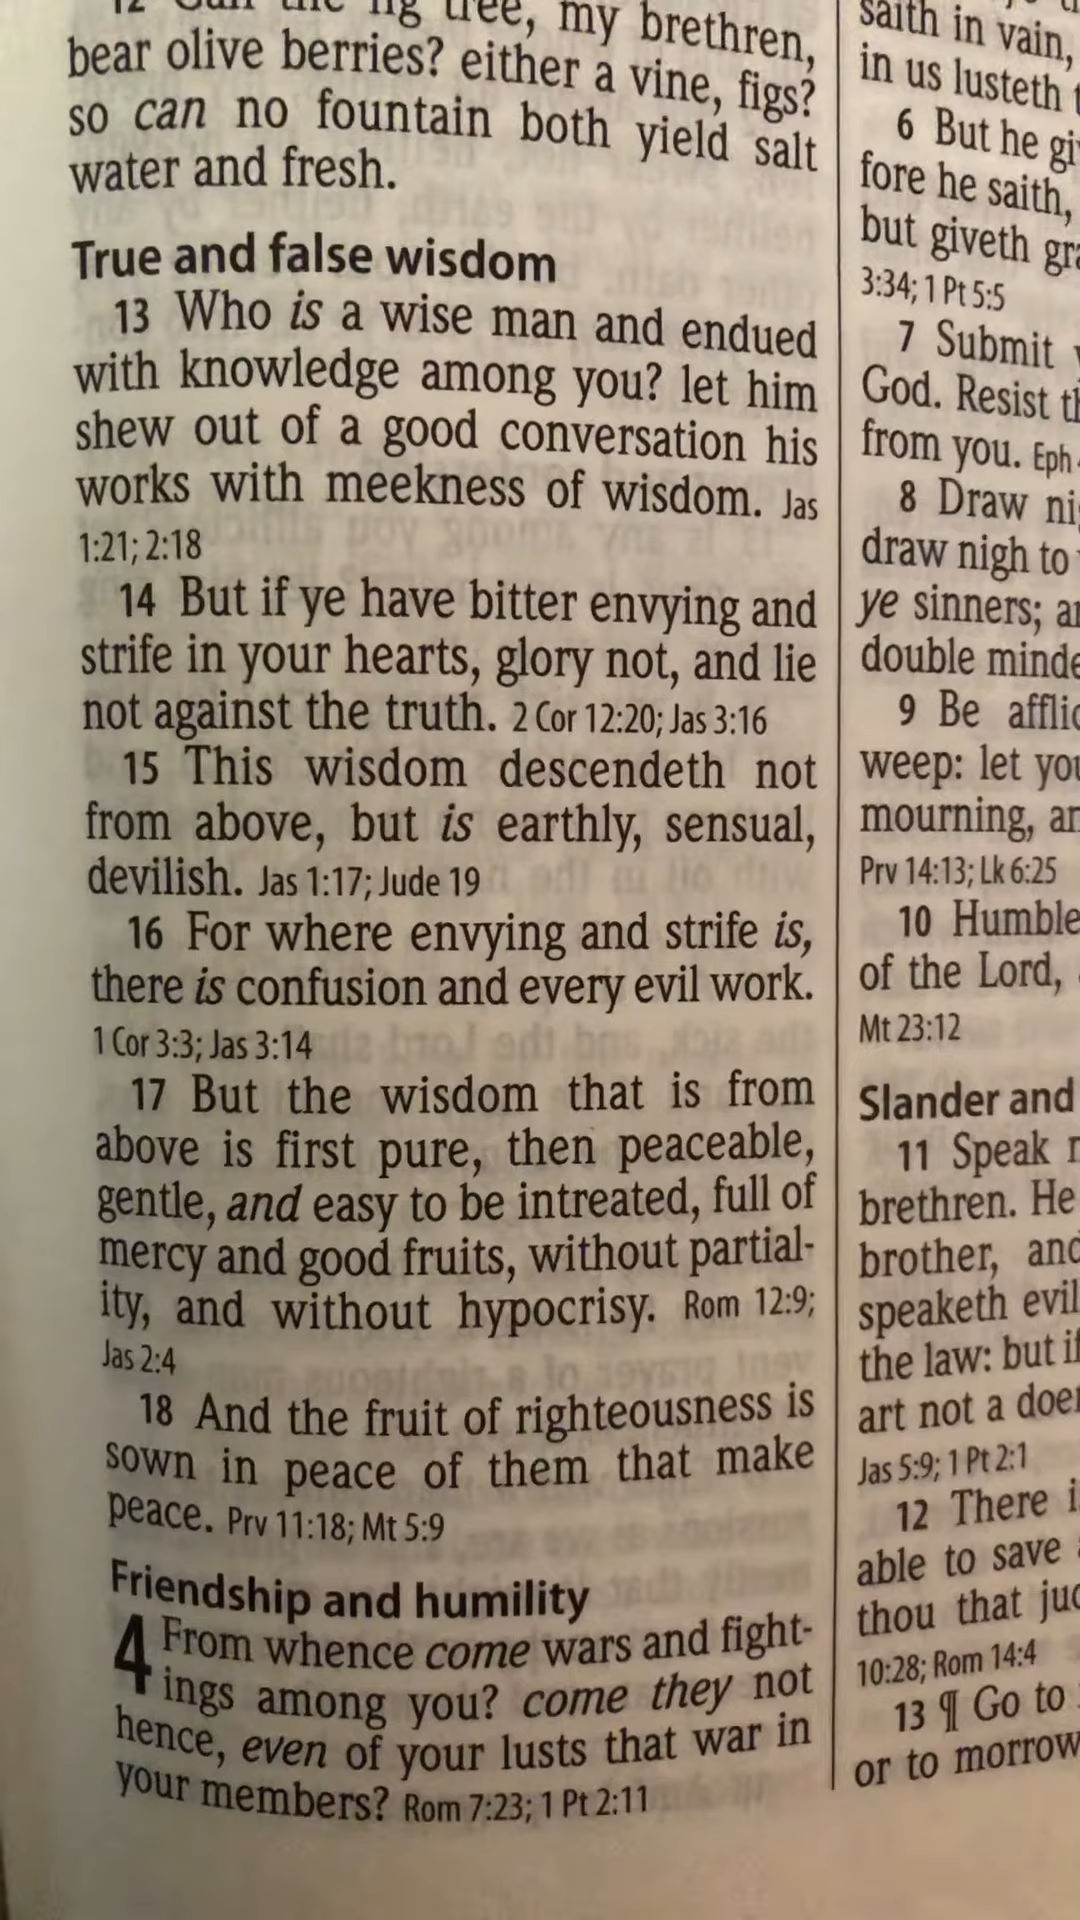 12 Can the fig tree, my brethren,
bear olive berries? either a vine, figs?
so can no fountain both yield salt
water and fresh.
True and false wisdom
13 Who is a wise man and endued
with knowledge among you? let him
shew out of a good conversation his
works with meekness of wisdom. Jas
1:21; 2:18
14 But if ye have bitter envying and
strife in your hearts, glory not, and lie
not against the truth. 2 Cor 12:20; Jas 3:16
15 This wisdom descendeth not
from above, but is earthly, sensual,
devilish. Jas 1:17; Jude 19
16 For where envying and strife is,
there is confusion and every evil work.
1 Cor 3:3; Jas 3:14
17 But the wisdom that is from
above is first pure, then peaceable,
gentle, and easy to be intreated, full of
mercy and good fruits, without partial-
ity, and without hypocrisy. Rom 12:9;
Jas 2:4
18 And the fruit of righteousness is
sown in peace of them that make
peace. Prv 11:18; Mt 5:9
Friendship and humility
4 From whence come wars and fight-
ings among you? come they not
hence, even of your lusts that war in
your members? Rom 7:23; 1 Pt 2:11
saith in vain,
in us lusteth
6 But he
fore he saith,
but giveth
3:34; 1 Pt 5:5
7 Submit
God. Resist
from you. Eph
8 Draw
draw nigh to
ye sinners;
double
9 Be
weep: let
mourning,
Prv 14:13; Lk 6:25
10 Humble
of the Lord,
Mt 23:12
Slander and
11 Speak
brethren. He
brother,
speaketh evil
the law: but
art not a
Jas 5:9; 1 Pt 2:1
12 There
able to save
thou that
10:28; Rom 14:4
13 ¶ Go to
or to morrow